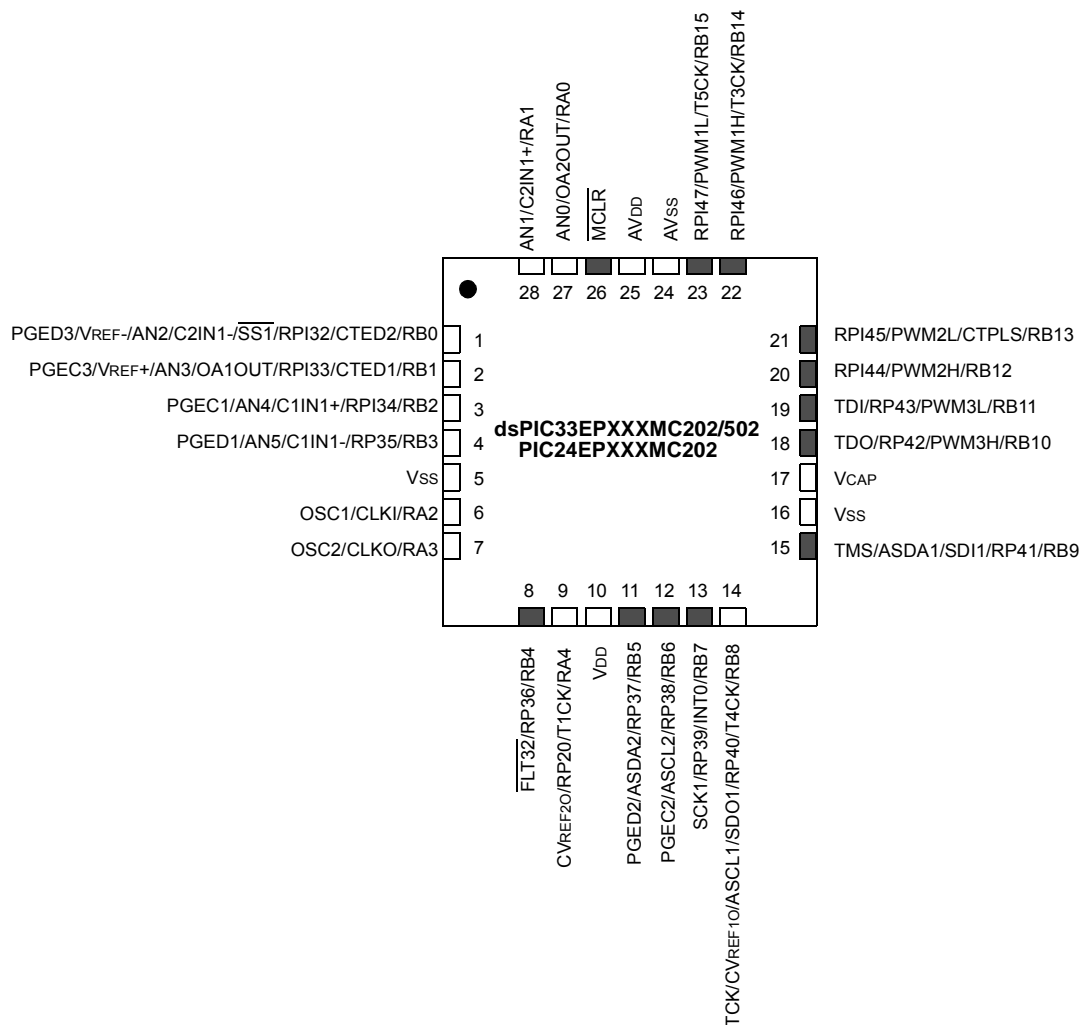 AN1/C2IN1+/RA1
AN0/OA2OUT/RA0
MCLR
AVDD
AVSS
RPI47/PWM1L/T5CK/RB15
RPI46/PWM1H/T3CK/RB14
28 27 26 25 24 23 22
PGED3/VREF-/AN2/C2IN1-/SS1/RPI32/CTED2/RB0 1
PGEC3/VREF+/AN3/OA1OUT/RPI33/CTED1/RB1 2
PGEC1/AN4/C1IN1+/RPI34/RB2 3
PGED1/AN5/C1IN1-/RP35/RB3 4
VSS 5
OSC1/CLKI/RA2 6
OSC2/CLKO/RA3 7
dsPIC33EPXXXMC202/502
PIC24EPXXXMC202
21 RPI45/PWM2L/CTPLS/RB13
20 RPI44/PWM2H/RB12
19 TDI/RP43/PWM3L/RB11
18 TDO/RP42/PWM3H/RB10
17 VCAP
16 VSS
15 TMS/ASDA1/SDI1/RP41/RB9
8 9 10 11 12 13 14
FLT32/RP36/RB4
CVREF2O/RP20/T1CK/RA4
VDD
PGED2/ASDA2/RP37/RB5
PGEC2/ASCL2/RP38/RB6
SCK1/RP39/INT0/RB7
TCK/CVREF1O/ASCL1/SDO1/RP40/T4CK/RB8